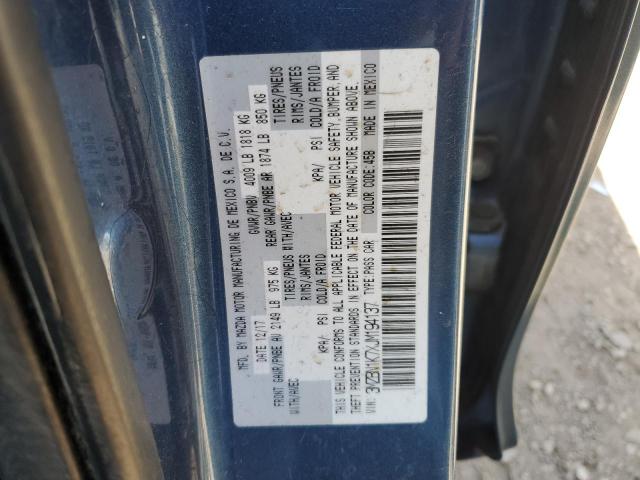 MFD. BY MAZDA MOTOR MANUFACTURING DE MEXICO S.A. DE C.V.
DATE 12/17 GVWR/PNBV 4009 LB 1818 KG
FRONT GAWR/PNBE AV 2149 LB 975 KG REAR GAWR/PNBE AR 1874 LB 850 KG
WITH/AVEC TIRES/PNEUS WITH/AVEC TIRES/PNEUS
RIMS/JANTES RIMS/JANTES
KPA/ PSI COLD/A FROID KPA/ PSI COLD/A FROID
THIS VEHICLE CONFORMS TO ALL APPLICABLE FEDERAL MOTOR VEHICLE SAFETY, BUMPER, AND
THEFT PREVENTION STANDARDS IN EFFECT ON THE DATE OF MANUFACTURE SHOWN ABOVE.
VIN: TYPE:PASS CAR COLOR CODE:45B MADE IN MEXICO